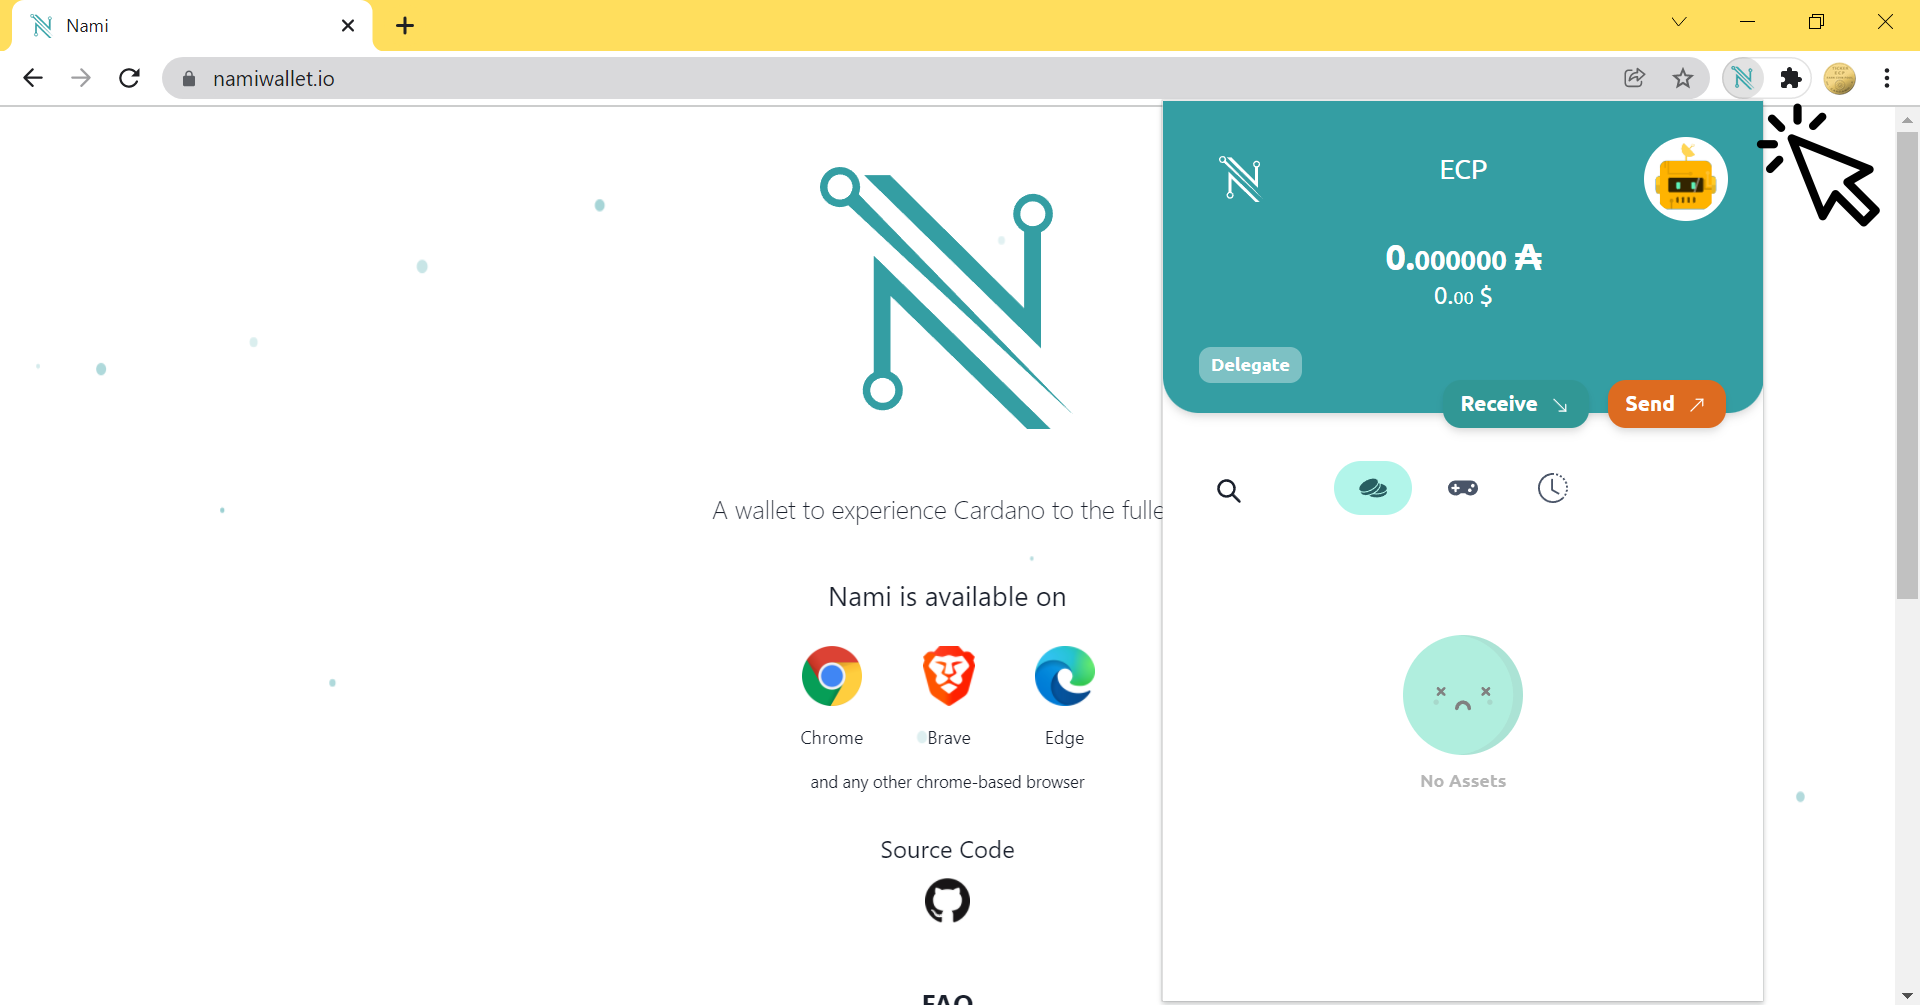 Nami
namiwallet.io
ECP
0.000000 ₳
0.00 $
Delegate
Receive
Send
No Assets
A wallet to experience Cardano to the fulle
Nami is available on
Chrome
Brave
Edge
and any other chrome-based browser
Source Code
FAQ